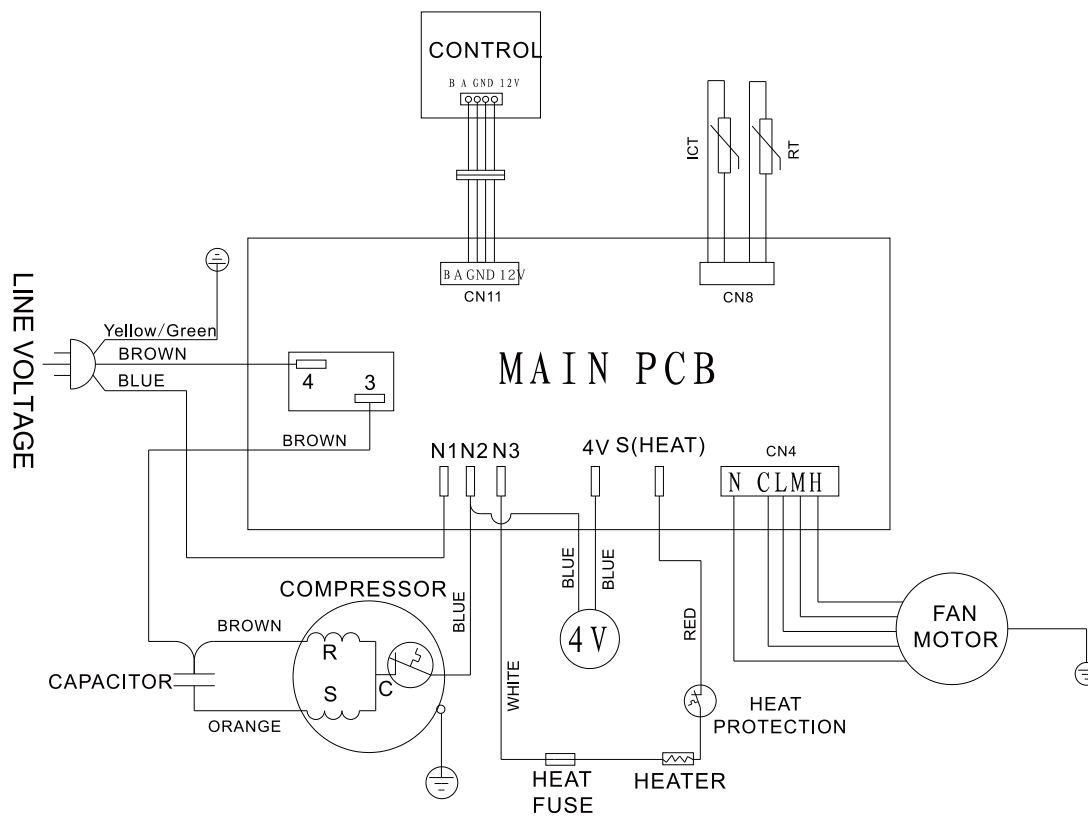 CONTROL
B A GND 12V
ICT
RT
B A GND 12V
CN11
CN8
LINE VOLTAGE
Yellow/Green
BROWN
BLUE
4
3
MAIN PCB
BROWN
N1 N2 N3
4V S(HEAT)
CN4
N CLMH
COMPRESSOR
BLUE
BLUE
BLUE
BROWN
R
S
C
4V
RED
FAN
MOTOR
CAPACITOR
ORANGE
WHITE
HEAT
PROTECTION
HEAT
FUSE
HEATER